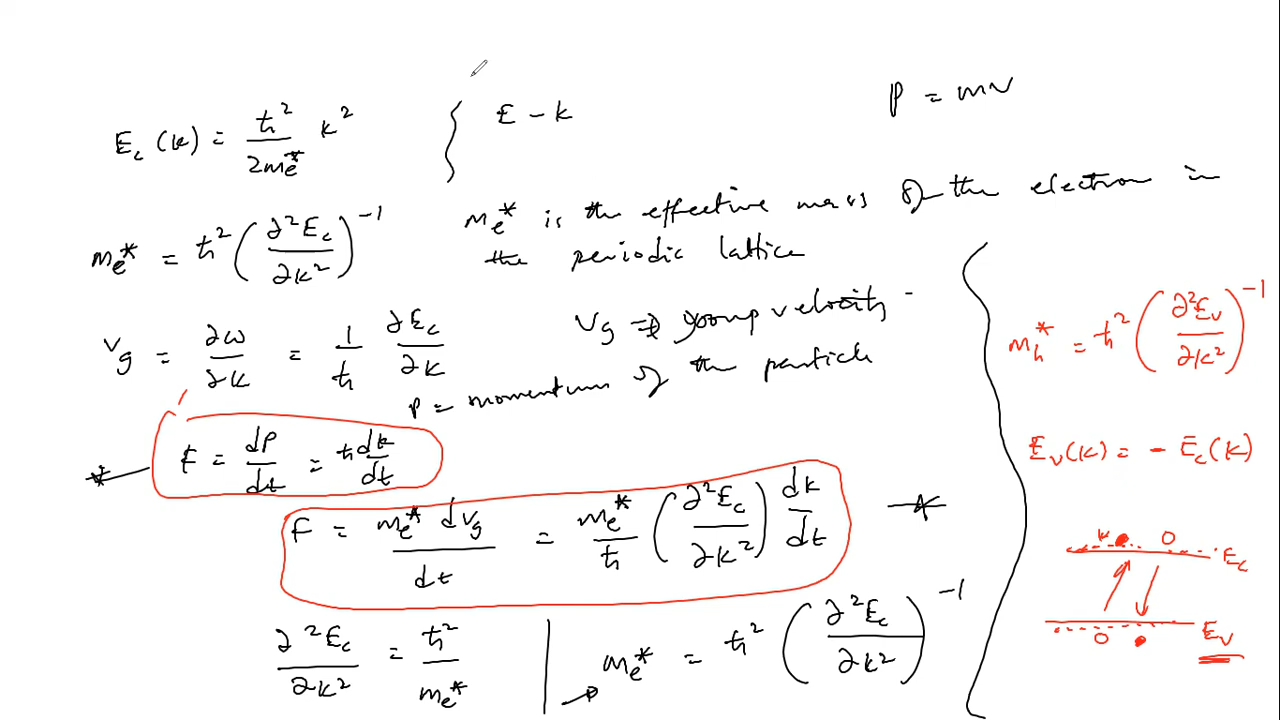 P = mv
E_c(k) = ħ²/2m_e* k²
E - k
m_e* is the effective mass of the electron in
the periodic lattice
m_e* = ħ² (∂²E_c/∂k²)⁻¹
v_g = ∂ω/∂k = 1/ħ ∂E_c/∂k
v_g ⇒ group velocity
P = momentum of the particle
F = dP/dt = ħ dk/dt
F = m_e* dv_g/dt = m_e*/ħ (∂²E_c/∂k²) dk/dt
∂²E_c/∂k² = ħ²/m_e*
m_e* = ħ² (∂²E_c/∂k²)⁻¹
m_h* = ħ² (∂²E_v/∂k²)⁻¹
E_v(k) = - E_c(k)
E_c
E_v